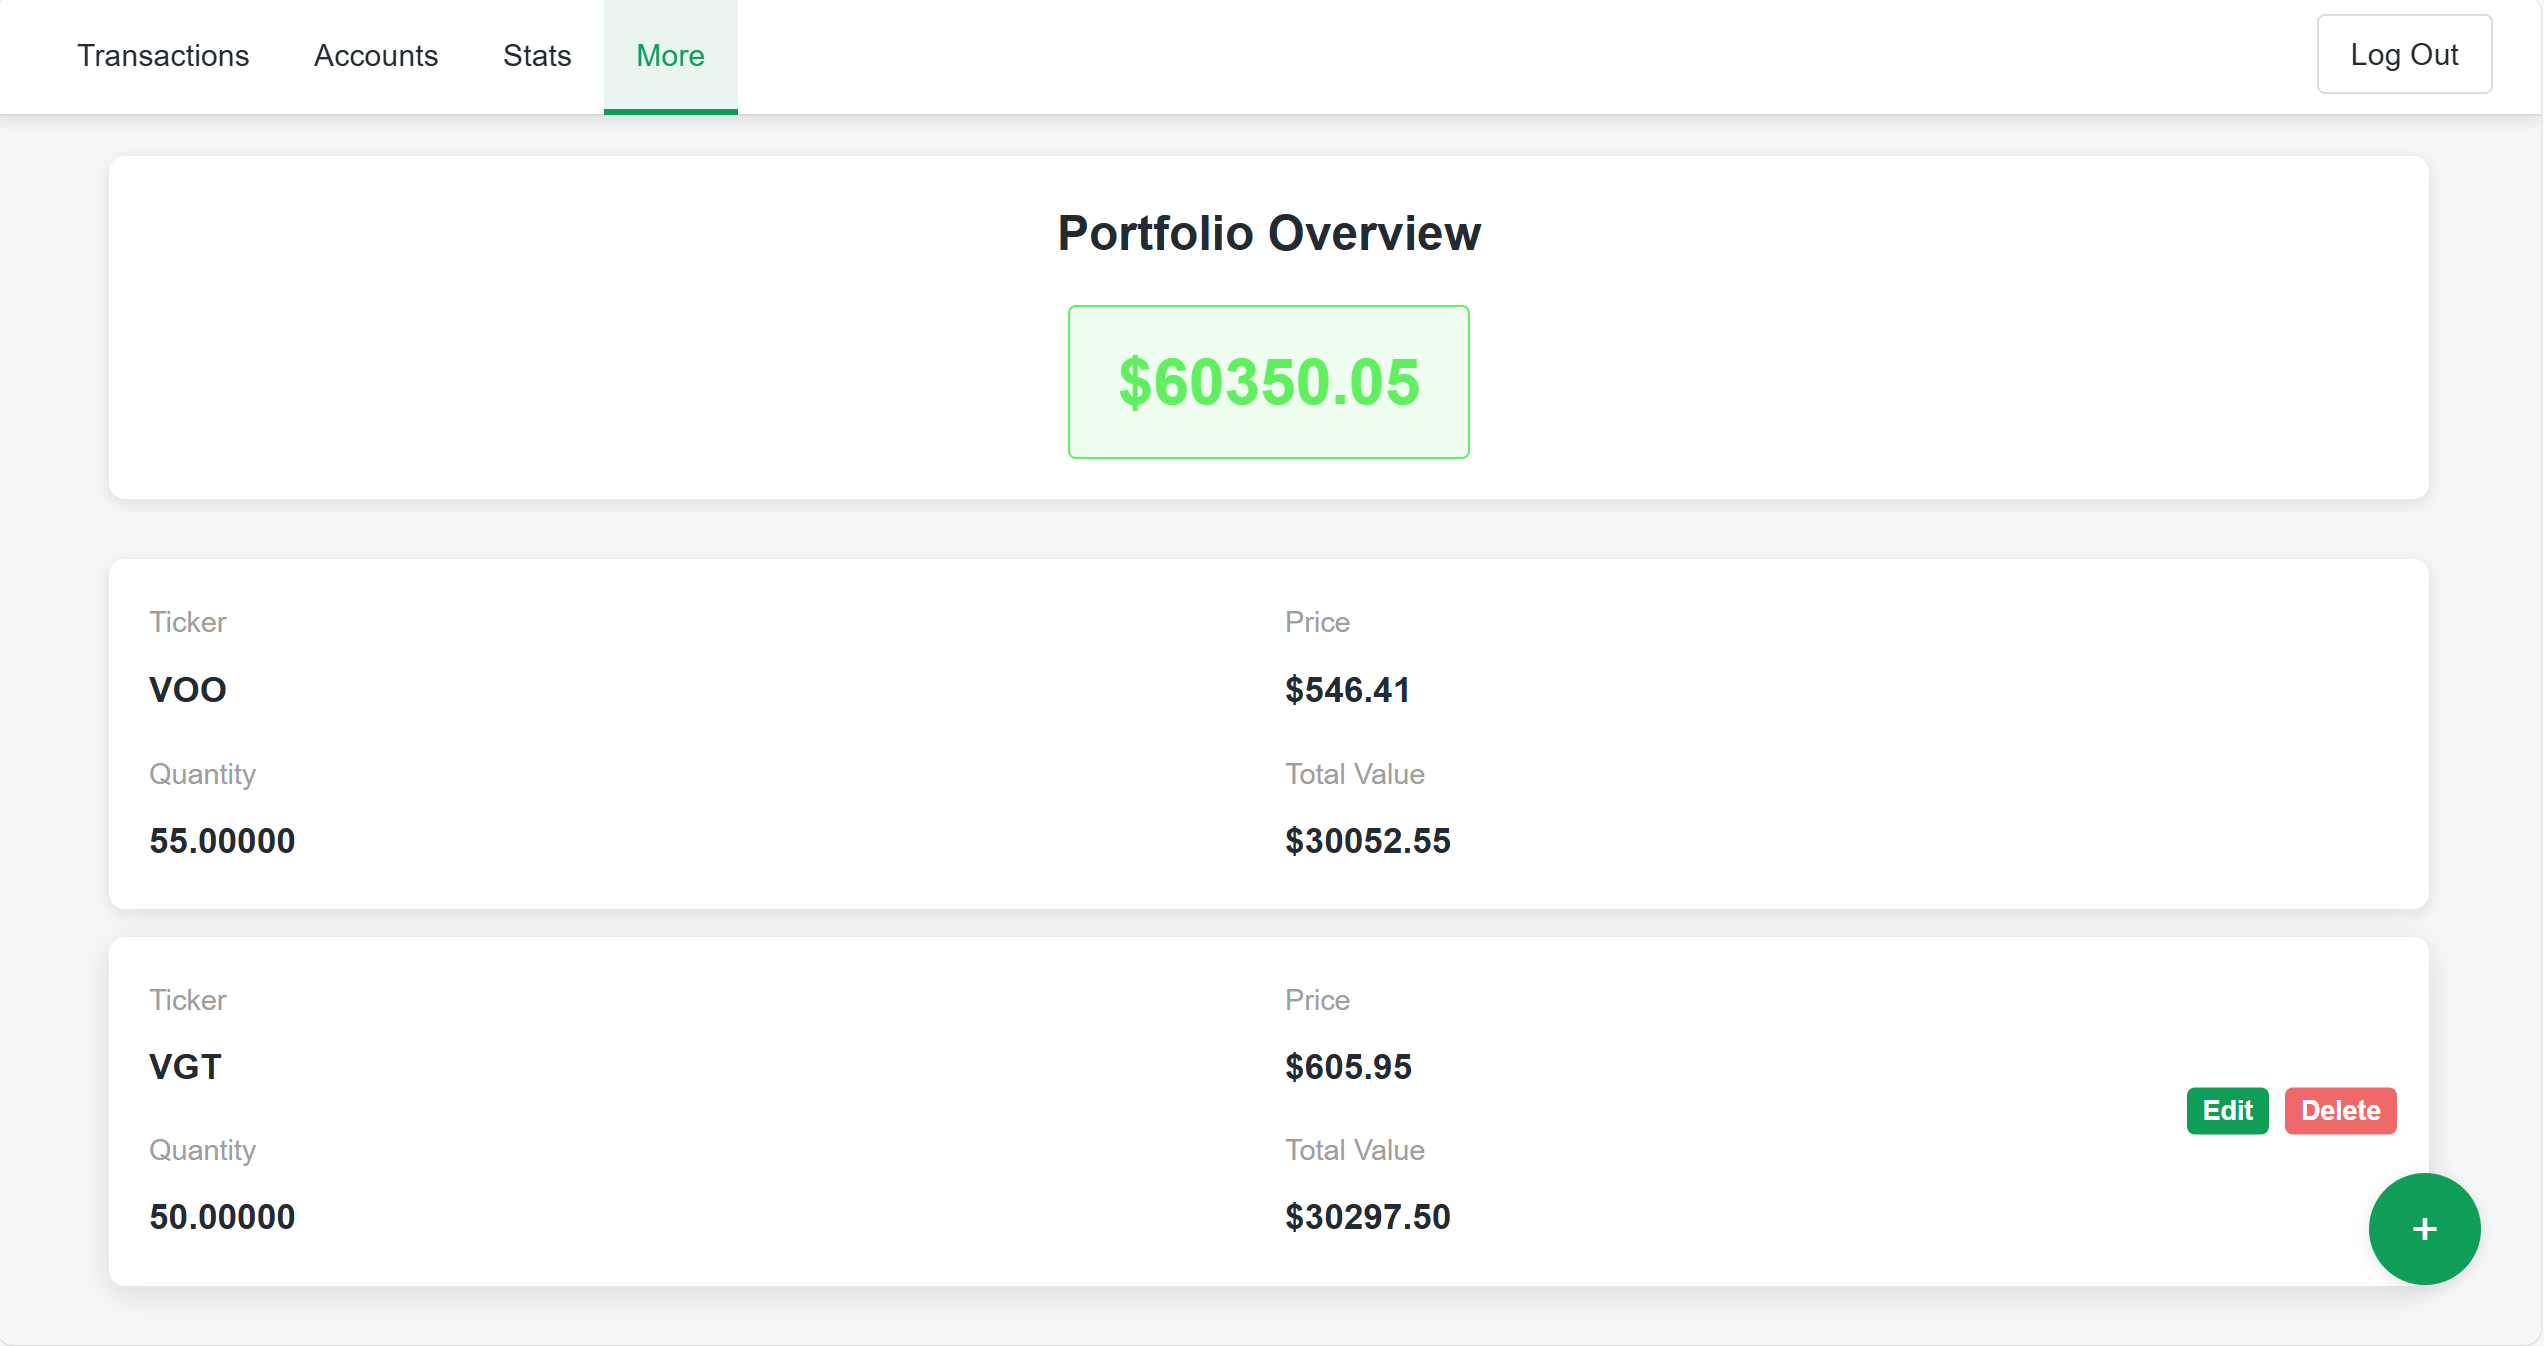 Transactions Accounts Stats More Log Out
Portfolio Overview
$60350.05
Ticker Price
VOO $546.41
Quantity Total Value
55.00000 $30052.55
Ticker Price
VGT $605.95
Edit Delete
Quantity Total Value
50.00000 $30297.50
+